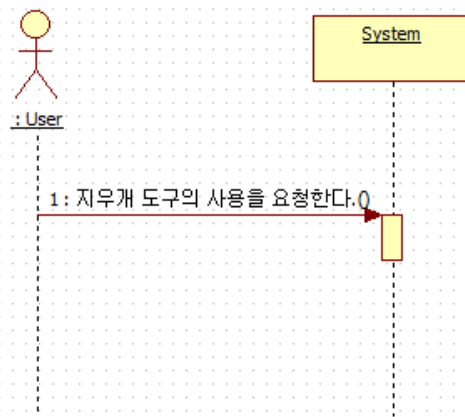 System
: User
1 : 지우개 도구의 사용을 요청한다.()